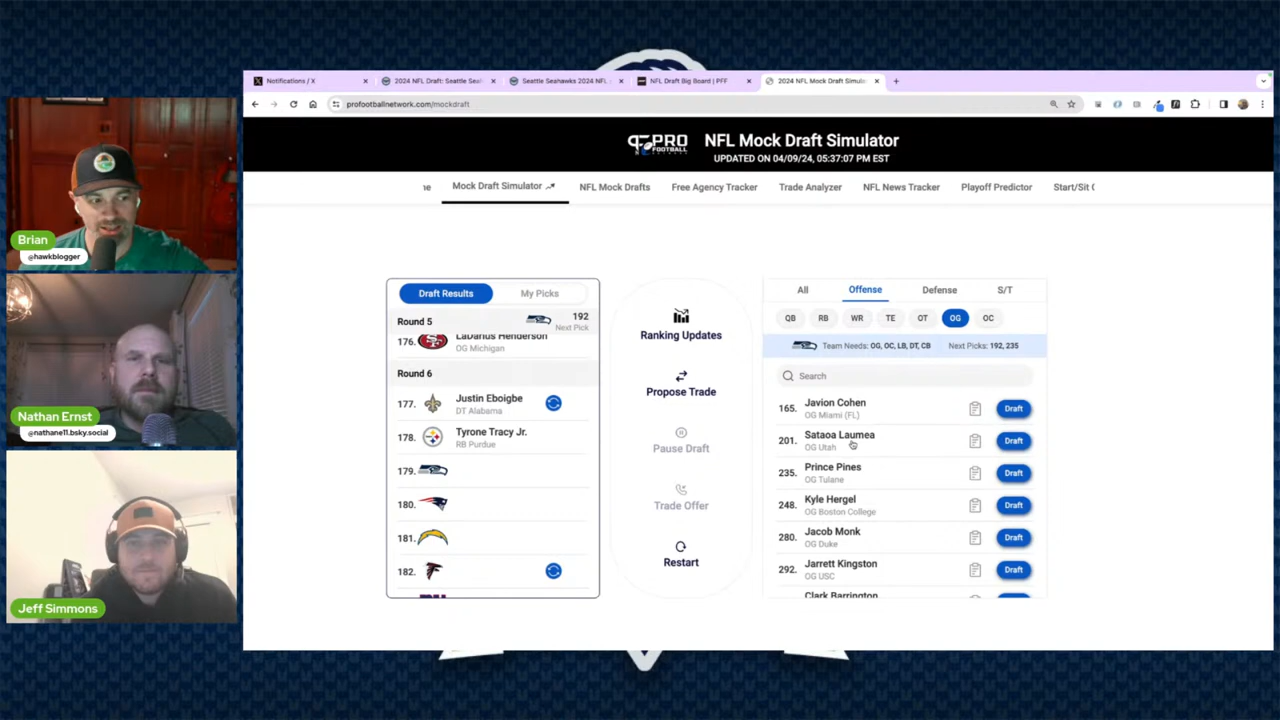 Notifications / X
2024 NFL Draft: Seattle Sea
Seattle Seahawks 2024 NFL
NFL Draft Big Board | PFF
2024 NFL Mock Draft Simula
profootballnetwork.com/mockdraft
PRO
FOOTBALL
NETWORK
NFL Mock Draft Simulator
UPDATED ON 04/09/24, 05:37:07 PM EST
Mock Draft Simulator
NFL Mock Drafts
Free Agency Tracker
Trade Analyzer
NFL News Tracker
Playoff Predictor
Start/Sit
Brian
@hawkblogger
Nathan Ernst
@nathane11.bsky.social
Jeff Simmons
Draft Results
My Picks
Round 5
192
Next Pick
176.
LaDarius Henderson
OG Michigan
Round 6
177.
Justin Eboigbe
DT Alabama
178.
Tyrone Tracy Jr.
RB Purdue
179.
180.
181.
182.
Ranking Updates
Propose Trade
Pause Draft
Trade Offer
Restart
All
Offense
Defense
S/T
QB
RB
WR
TE
OT
OG
OC
Team Needs: OG, OC, LB, DT, CB
Next Picks: 192, 235
Search
165.
Javion Cohen
OG Miami (FL)
Draft
201.
Sataoa Laumea
OG Utah
Draft
235.
Prince Pines
OG Tulane
Draft
248.
Kyle Hergel
OG Boston College
Draft
280.
Jacob Monk
OG Duke
Draft
292.
Jarrett Kingston
OG USC
Draft
Clark Barrington